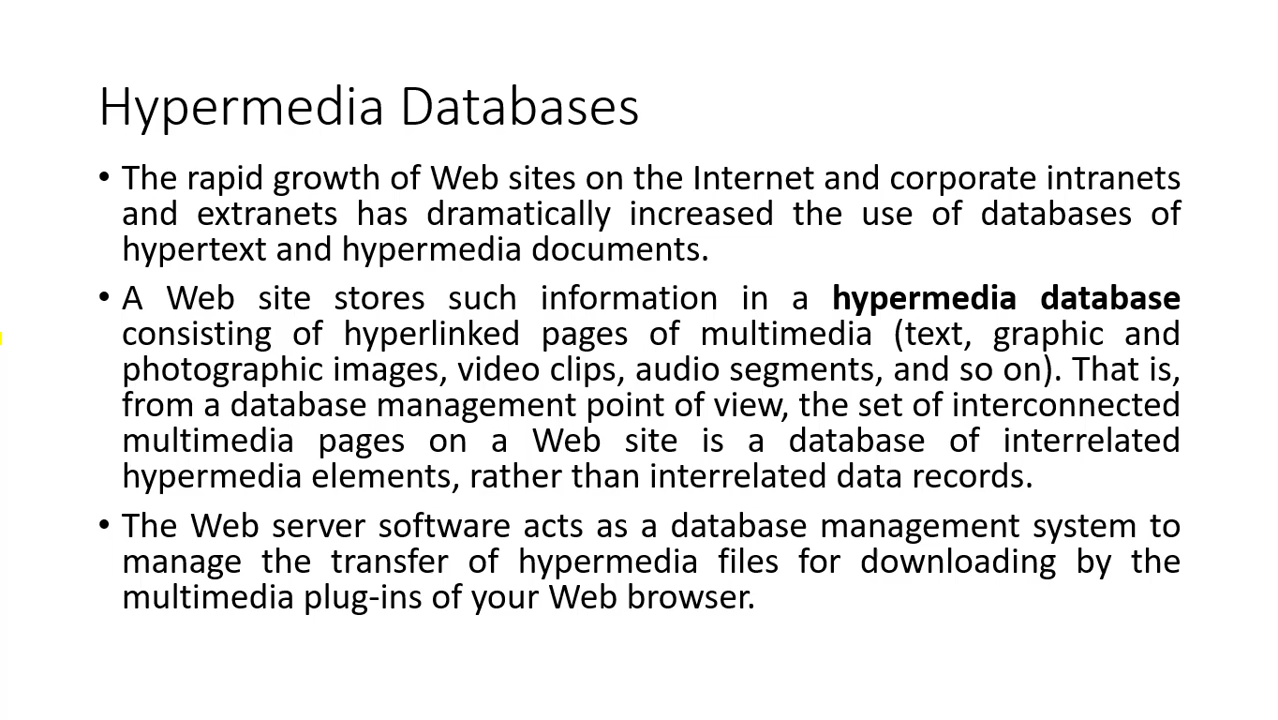 Hypermedia Databases
• The rapid growth of Web sites on the Internet and corporate intranets
and extranets has dramatically increased the use of databases of
hypertext and hypermedia documents.
• A Web site stores such information in a hypermedia database
consisting of hyperlinked pages of multimedia (text, graphic and
photographic images, video clips, audio segments, and so on). That is,
from a database management point of view, the set of interconnected
multimedia pages on a Web site is a database of interrelated
hypermedia elements, rather than interrelated data records.
• The Web server software acts as a database management system to
manage the transfer of hypermedia files for downloading by the
multimedia plug-ins of your Web browser.